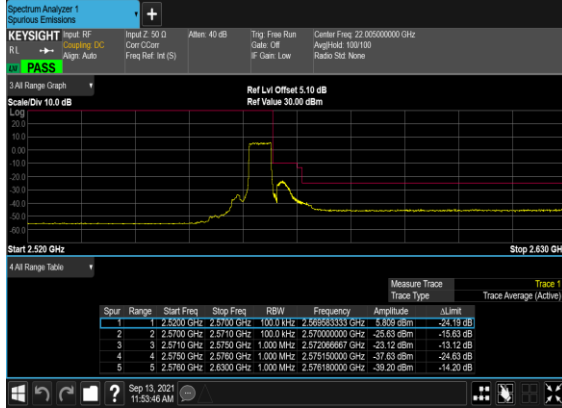 Spectrum Analyzer 1
Spurious Emissions
+
KEYSIGHT Input: RF Input Z: 50 Ω Atten: 40 dB Trig: Free Run Center Freq: 22.005000000 GHz
RL Coupling: DC Corr CCorr Gate: Off Avg|Hold: 100/100
Align: Auto Freq Ref: Int (S) IF Gain: Low Radio Std: None
PASS
3 All Range Graph
Ref Lvl Offset 5.10 dB
Scale/Div 10.0 dB Ref Value 30.00 dBm
Log
20.0
10.0
0.00
-10.0
-20.0
-30.0
-40.0
-50.0
-60.0
Start 2.520 GHz Stop 2.630 GH
4 All Range Table
Measure Trace Trace 1
Trace Type Trace Average (Active)
Spur Range Start Freq Stop Freq RBW Frequency Amplitude ΔLimit
1 1 2.5200 GHz 2.5700 GHz 100.0 kHz 2.569583333 GHz 5.809 dBm -24.19 dB
2 2 2.5700 GHz 2.5710 GHz 100.0 kHz 2.570000000 GHz -25.63 dBm -15.63 dB
3 3 2.5710 GHz 2.5750 GHz 1.000 MHz 2.572066667 GHz -23.12 dBm -13.12 dB
4 4 2.5750 GHz 2.5760 GHz 1.000 MHz 2.575150000 GHz -37.63 dBm -24.63 dB
5 5 2.5760 GHz 2.6300 GHz 1.000 MHz 2.576180000 GHz -39.20 dBm -14.20 dB
?
Sep 13, 2021
11:53:46 AM